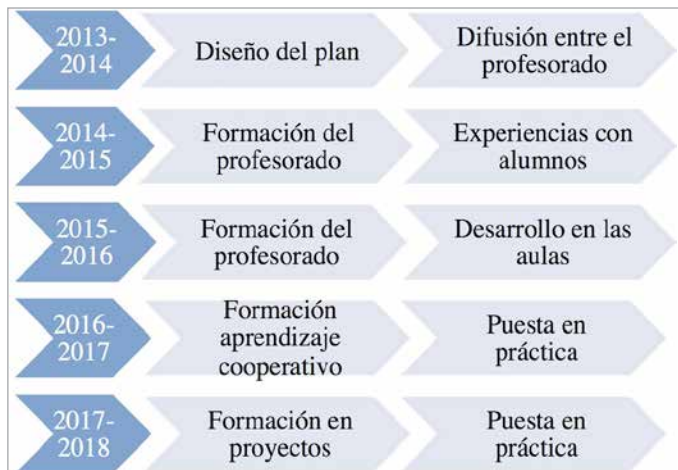 2013-
2014
Diseño del plan
Difusión entre el
profesorado
2014-
2015
Formación del
profesorado
Experiencias con
alumnos
2015-
2016
Formación del
profesorado
Desarrollo en las
aulas
2016-
2017
Formación
aprendizaje
cooperativo
Puesta en
práctica
2017-
2018
Formación en
proyectos
Puesta en
práctica